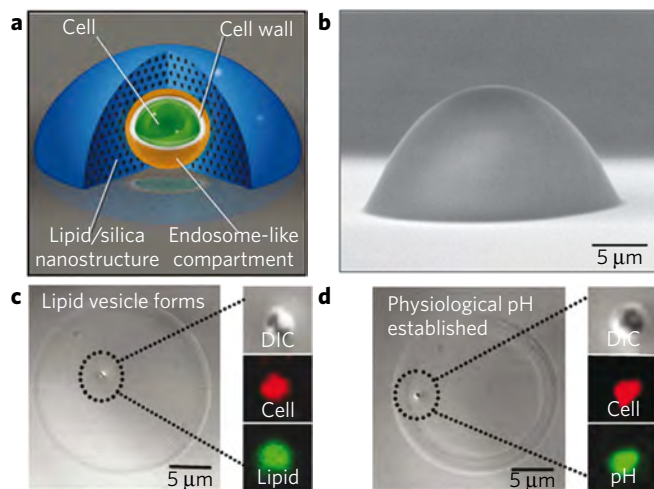 a
Cell
Cell wall
Lipid/silica
nanostructure
Endosome-like
compartment
b
5 μm
c
Lipid vesicle forms
DIC
Cell
Lipid
5 μm
d
Physiological pH
established
DIC
Cell
pH
5 μm